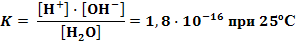 K = [H⁺] · [OH⁻] / [H₂O] = 1,8 · 10⁻¹⁶ при 25°C